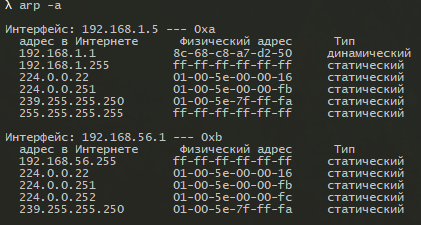 λ arp -a
Интерфейс: 192.168.1.5 --- 0xa
адрес в Интернете Физический адрес Тип
192.168.1.1 8c-68-c8-a7-d2-50 динамический
192.168.1.255 ff-ff-ff-ff-ff-ff статический
224.0.0.22 01-00-5e-00-00-16 статический
224.0.0.251 01-00-5e-00-00-fb статический
239.255.255.250 01-00-5e-7f-ff-fa статический
255.255.255.255 ff-ff-ff-ff-ff-ff статический
Интерфейс: 192.168.56.1 --- 0xb
адрес в Интернете Физический адрес Тип
192.168.56.255 ff-ff-ff-ff-ff-ff статический
224.0.0.22 01-00-5e-00-00-16 статический
224.0.0.251 01-00-5e-00-00-fb статический
224.0.0.252 01-00-5e-00-00-fc статический
239.255.255.250 01-00-5e-7f-ff-fa статический